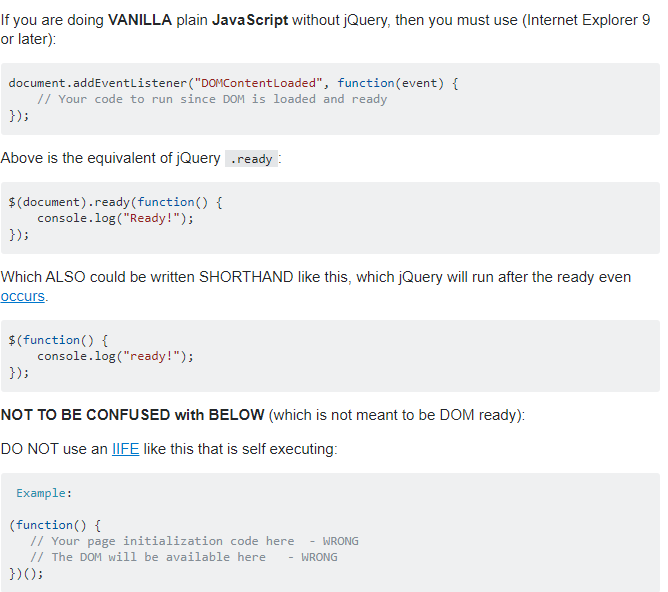 If you are doing VANILLA plain JavaScript without jQuery, then you must use (Internet Explorer 9
or later):
document.addEventListener("DOMContentLoaded", function(event) {
    // Your code to run since DOM is loaded and ready
});
Above is the equivalent of jQuery .ready:
$(document).ready(function() {
    console.log("Ready!");
});
Which ALSO could be written SHORTHAND like this, which jQuery will run after the ready even
occurs.
$(function() {
    console.log("ready!");
});
NOT TO BE CONFUSED with BELOW (which is not meant to be DOM ready):
DO NOT use an IIFE like this that is self executing:
 Example:
(function() {
   // Your page initialization code here  - WRONG
   // The DOM will be available here   - WRONG
})();